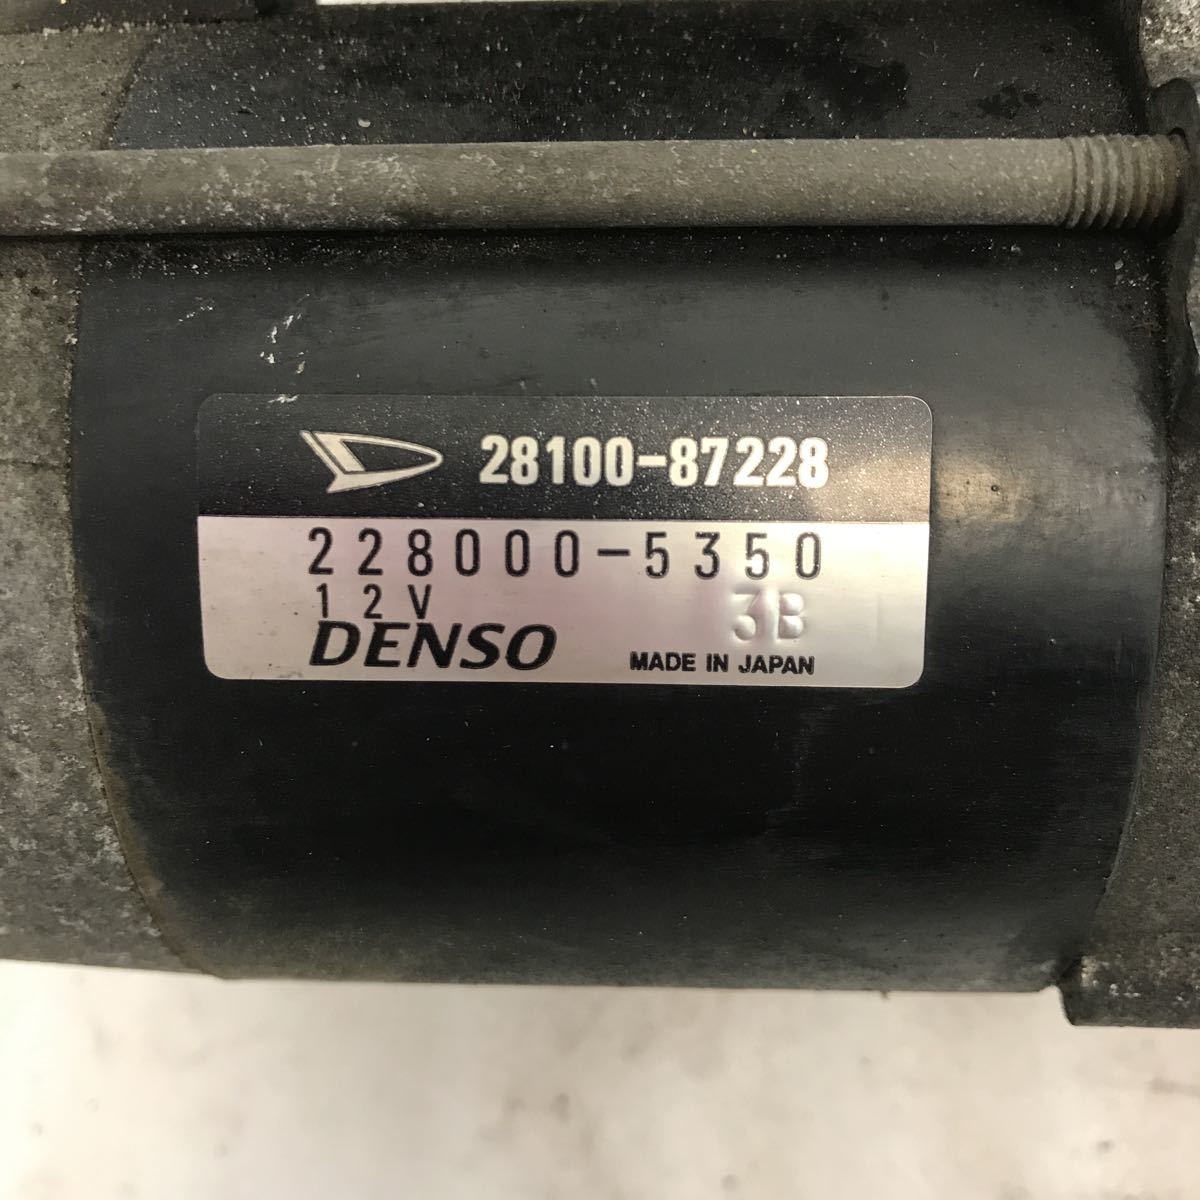 28100-87228
228000-5350
12V 3B
DENSO MADE IN JAPAN